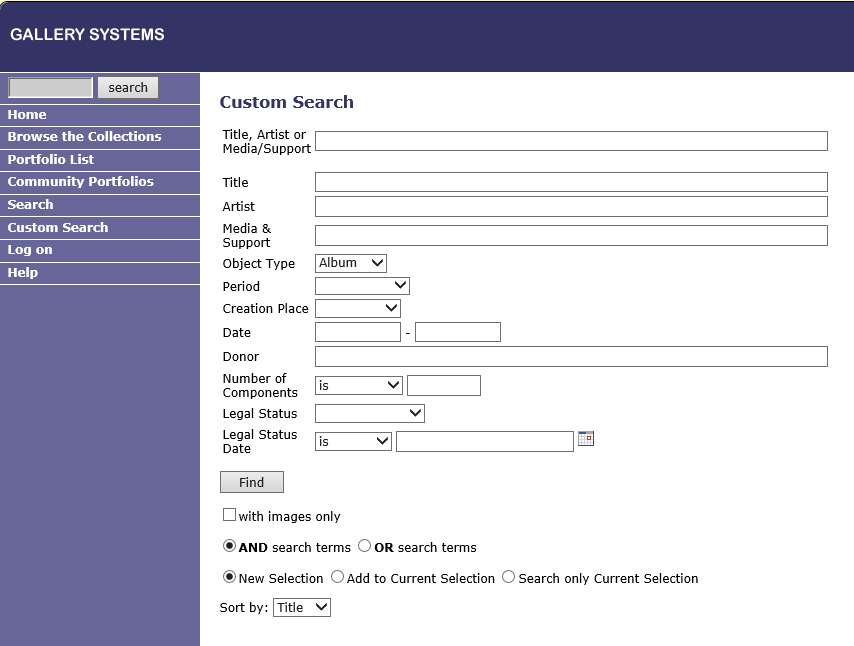 GALLERY SYSTEMS
search
Home
Browse the Collections
Portfolio List
Community Portfolios
Search
Custom Search
Log on
Help
Custom Search
Title, Artist or
Media/Support
Title
Artist
Media &
Support
Object Type Album
Period
Creation Place
Date -
Donor
Number of
Components is
Legal Status
Legal Status
Date is
Find
with images only
AND search terms OR search terms
New Selection Add to Current Selection Search only Current Selection
Sort by: Title